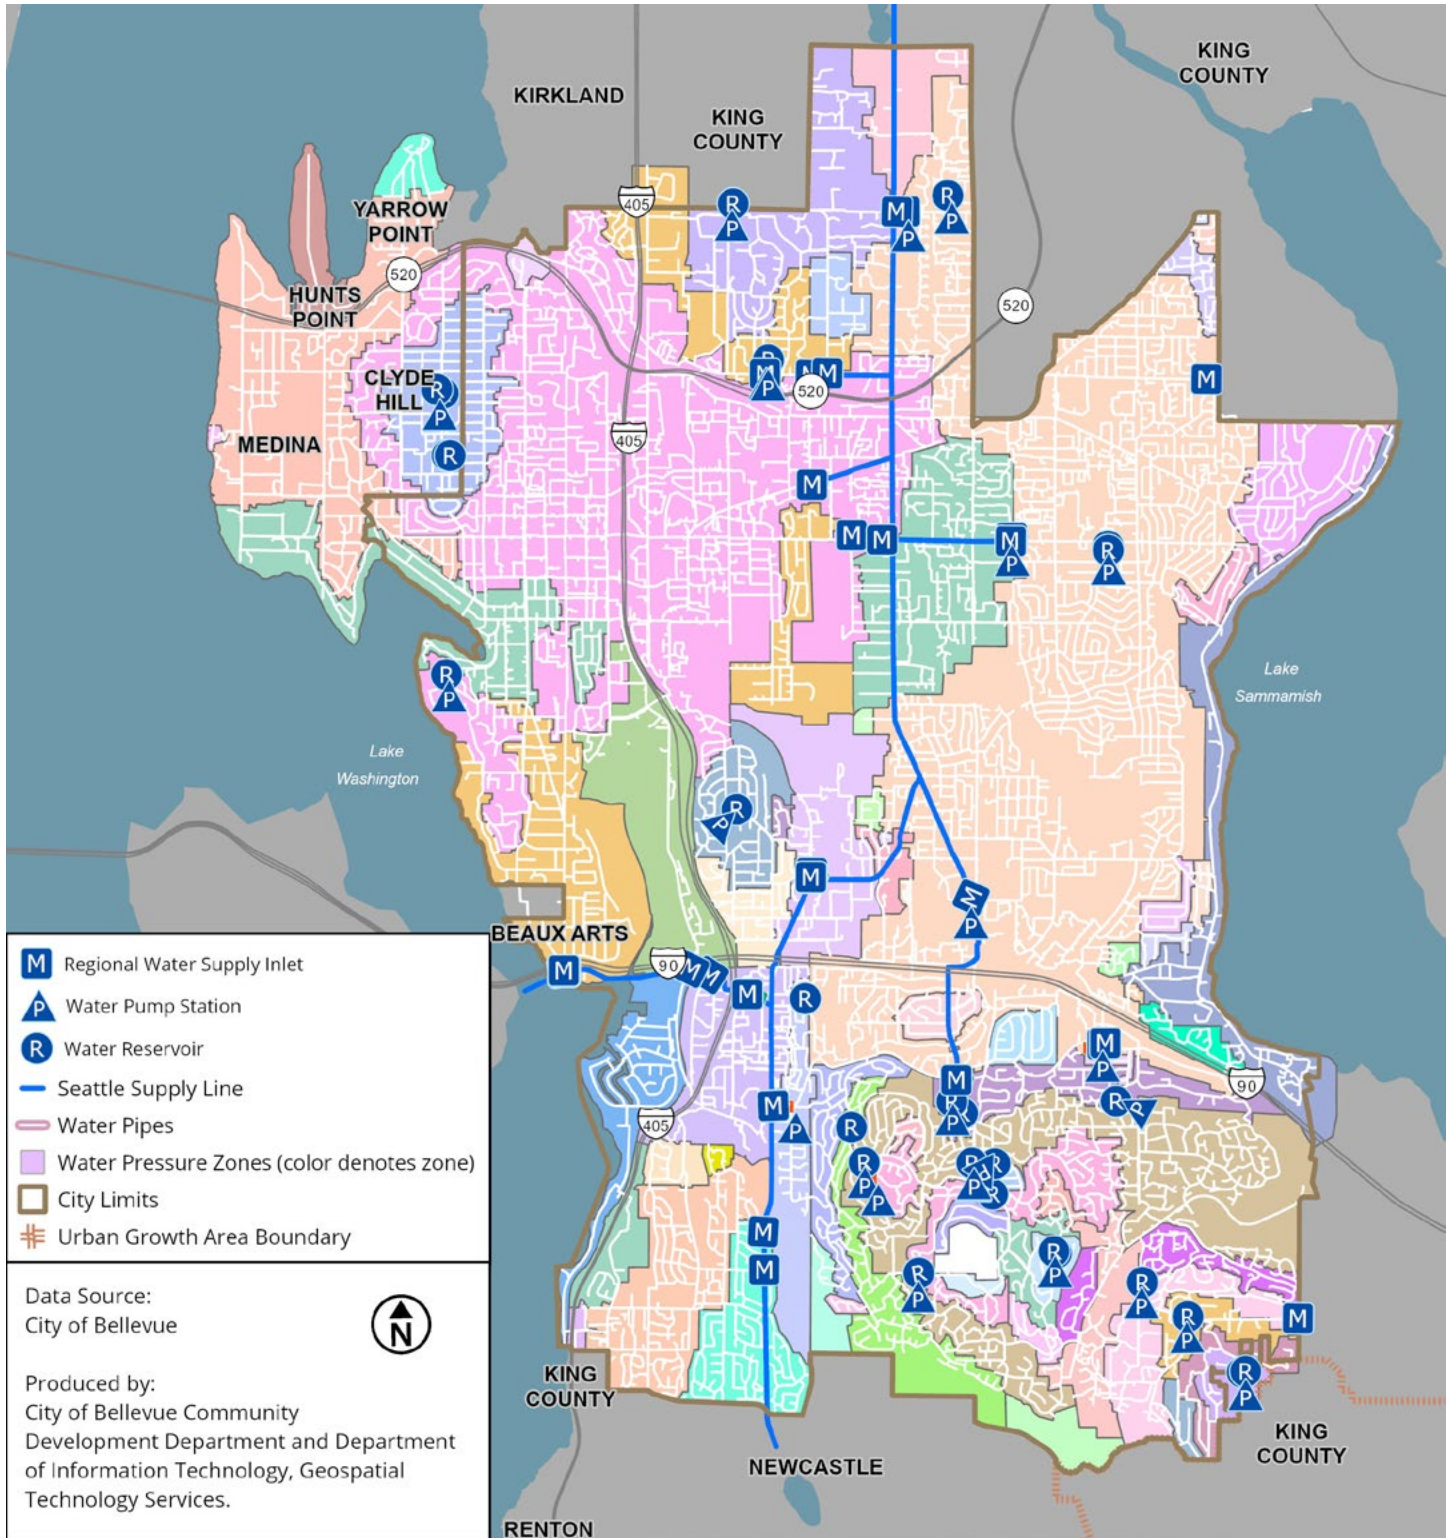 KING
COUNTY
KIRKLAND
KING
COUNTY
405
YARROW
POINT
520
HUNTS
POINT
520
CLYDE
HILL
520
405
MEDINA
Lake
Sammamish
Lake
Washington
BEAUX ARTS
90
90
405
M Regional Water Supply Inlet
P Water Pump Station
R Water Reservoir
Seattle Supply Line
Water Pipes
Water Pressure Zones (color denotes zone)
City Limits
Urban Growth Area Boundary
Data Source:
City of Bellevue
N
Produced by:
City of Bellevue Community
Development Department and Department
of Information Technology, Geospatial
Technology Services.
KING
COUNTY
NEWCASTLE
KING
COUNTY
RENTON